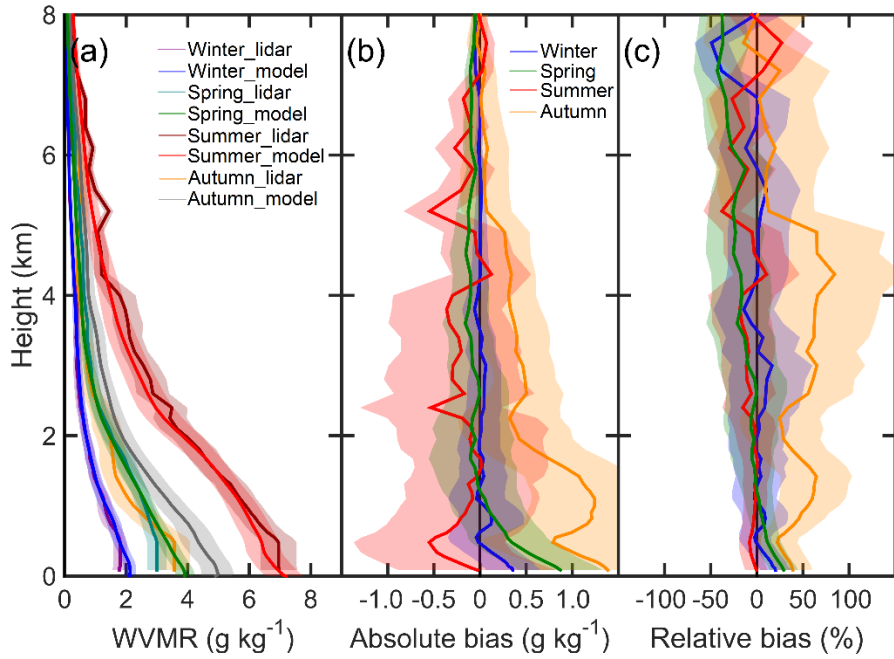 (a)
Winter_lidar
Winter_model
Spring_lidar
Spring_model
Summer_lidar
Summer_model
Autumn_lidar
Autumn_model
(b)
Winter
Spring
Summer
Autumn
(c)
8
6
4
2
0
Height (km)
0 2 4 6 8
WVMR (g kg⁻¹)
-1.0 -0.5 0 0.5 1.0
Absolute bias (g kg⁻¹)
-100 -50 0 50 100
Relative bias (%)